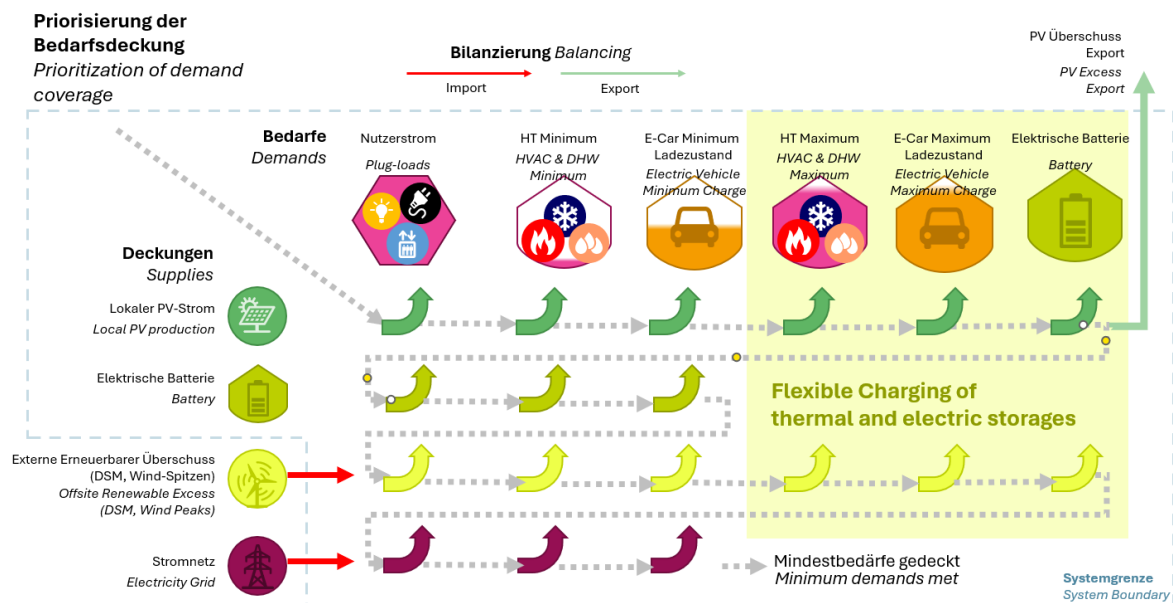 Priorisierung der
Bedarfsdeckung
Prioritization of demand
coverage
Bilanzierung Balancing
Import
Export
PV Überschuss
Export
PV Excess
Export
Bedarfe
Demands
Nutzerstrom
Plug-loads
HT Minimum
HVAC & DHW
Minimum
E-Car Minimum
Ladezustand
Electric Vehicle
Minimum Charge
HT Maximum
HVAC & DHW
Maximum
E-Car Maximum
Ladezustand
Electric Vehicle
Maximum Charge
Elektrische Batterie
Battery
Deckungen
Supplies
Lokaler PV-Strom
Local PV production
Elektrische Batterie
Battery
Flexible Charging of
thermal and electric storages
Externe Erneuerbarer Überschuss
(DSM, Wind-Spitzen)
Offsite Renewable Excess
(DSM, Wind Peaks)
Stromnetz
Electricity Grid
Mindestbedärfe gedeckt
Minimum demands met
Systemgrenze
System Boundary